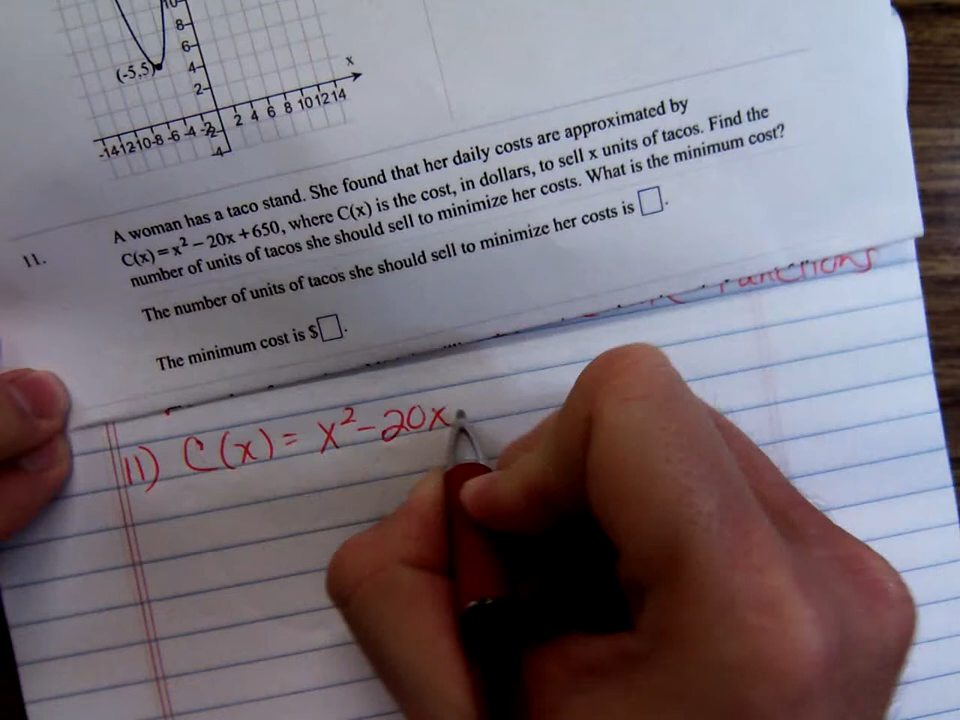 10
8
6
(-5,5)
4
2
x
-14-12-10-8 -6 -4 -2 2 4 6 8 10 12 14
-2
-4
11. A woman has a taco stand. She found that her daily costs are approximated by
C(x) = x² – 20x + 650, where C(x) is the cost, in dollars, to sell x units of tacos. Find the
number of units of tacos she should sell to minimize her costs. What is the minimum cost?
The number of units of tacos she should sell to minimize her costs is □.
The minimum cost is $□.
Functions
11) C(x) = x² - 20x